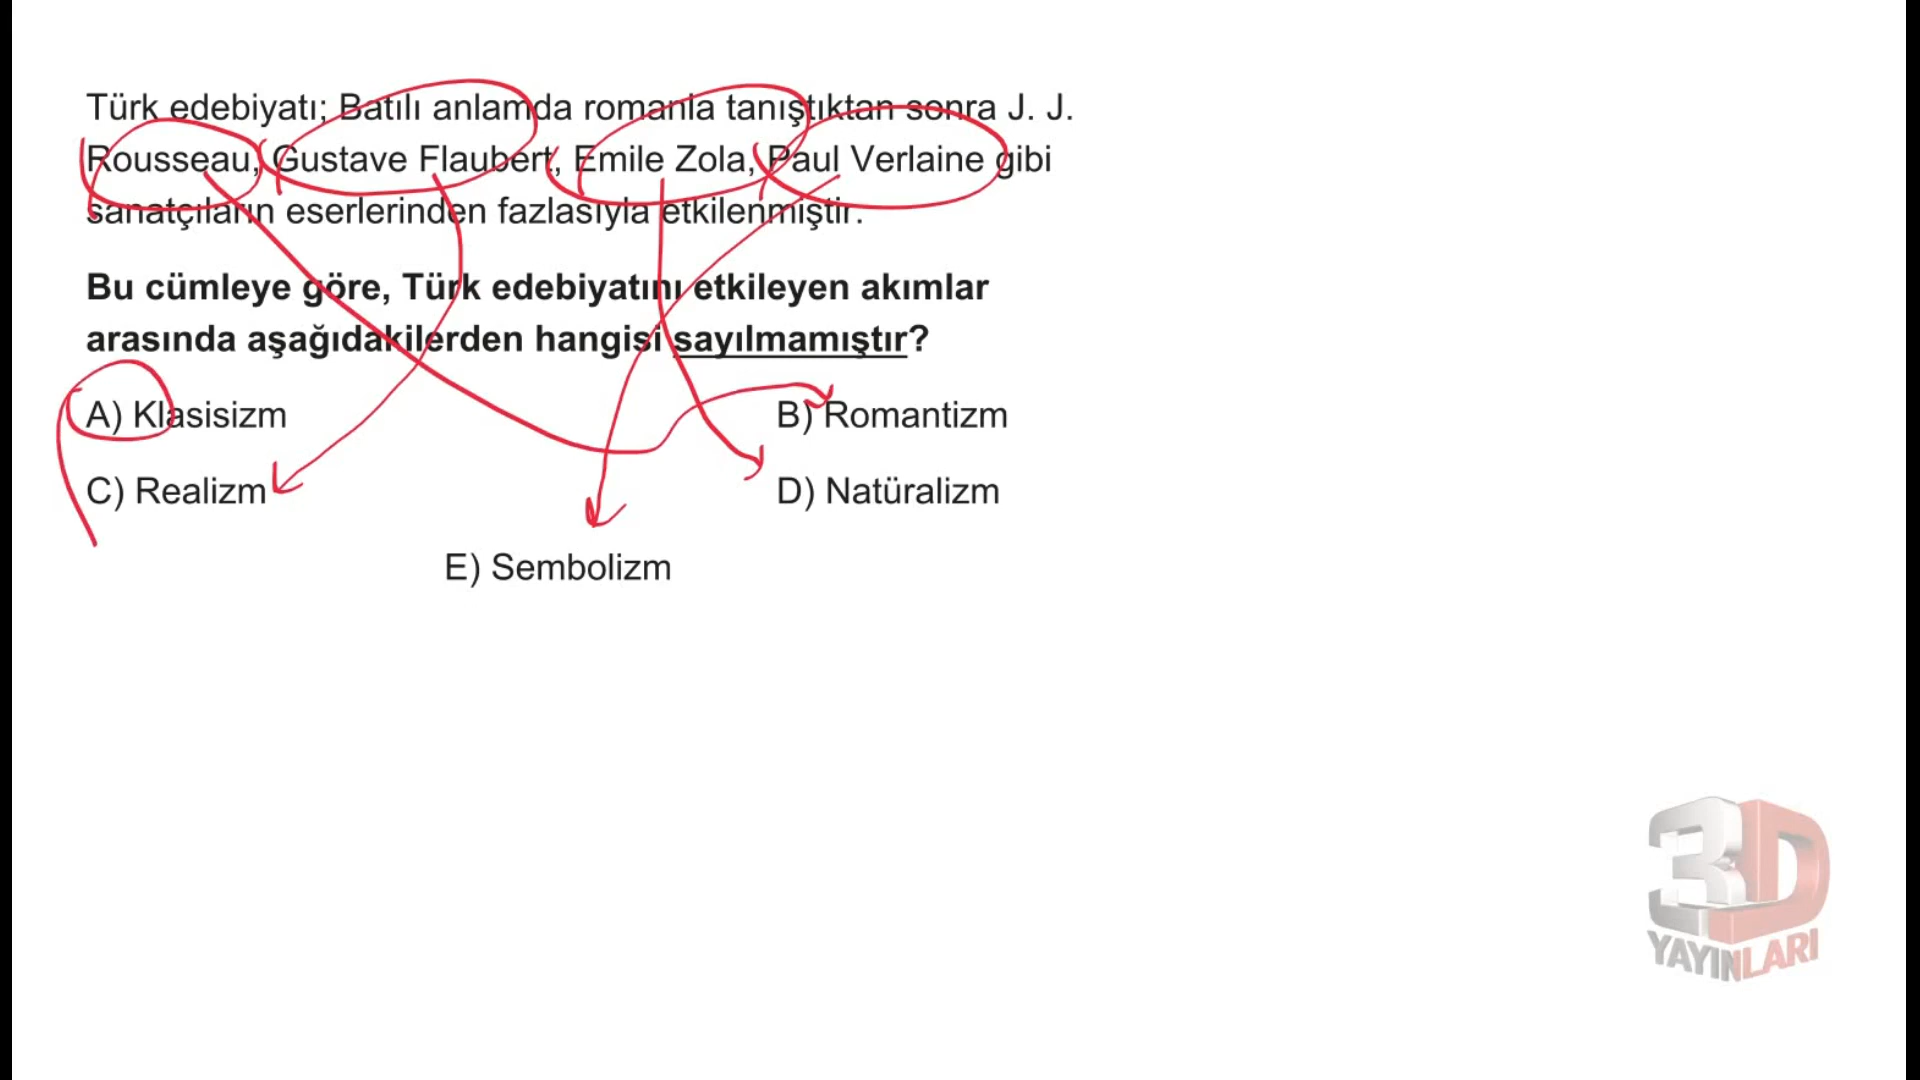 Türk edebiyatı; Batılı anlamda romanla tanıştıktan sonra J. J.
Rousseau, Gustave Flaubert, Emile Zola, Paul Verlaine gibi
sanatçıların eserlerinden fazlasıyla etkilenmiştir.
Bu cümleye göre, Türk edebiyatını etkileyen akımlar
arasında aşağıdakilerden hangisi sayılmamıştır?
A) Klasisizm
B) Romantizm
C) Realizm
D) Natüralizm
E) Sembolizm
3D
YAYINLARI